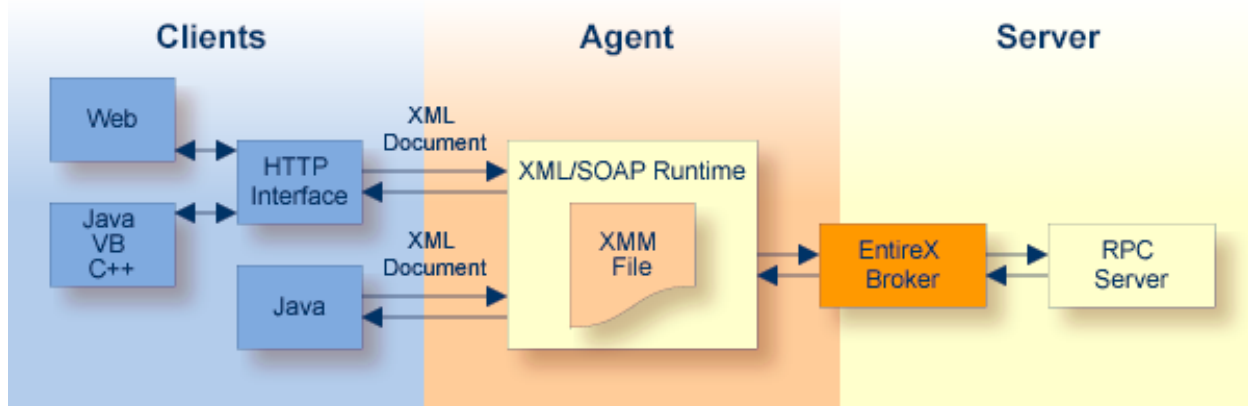 Clients
Agent
Server
Web
HTTP
Interface
Java
VB
C++
Java
XML
Document
XML
Document
XML/SOAP Runtime
XMM
File
EntireX
Broker
RPC
Server